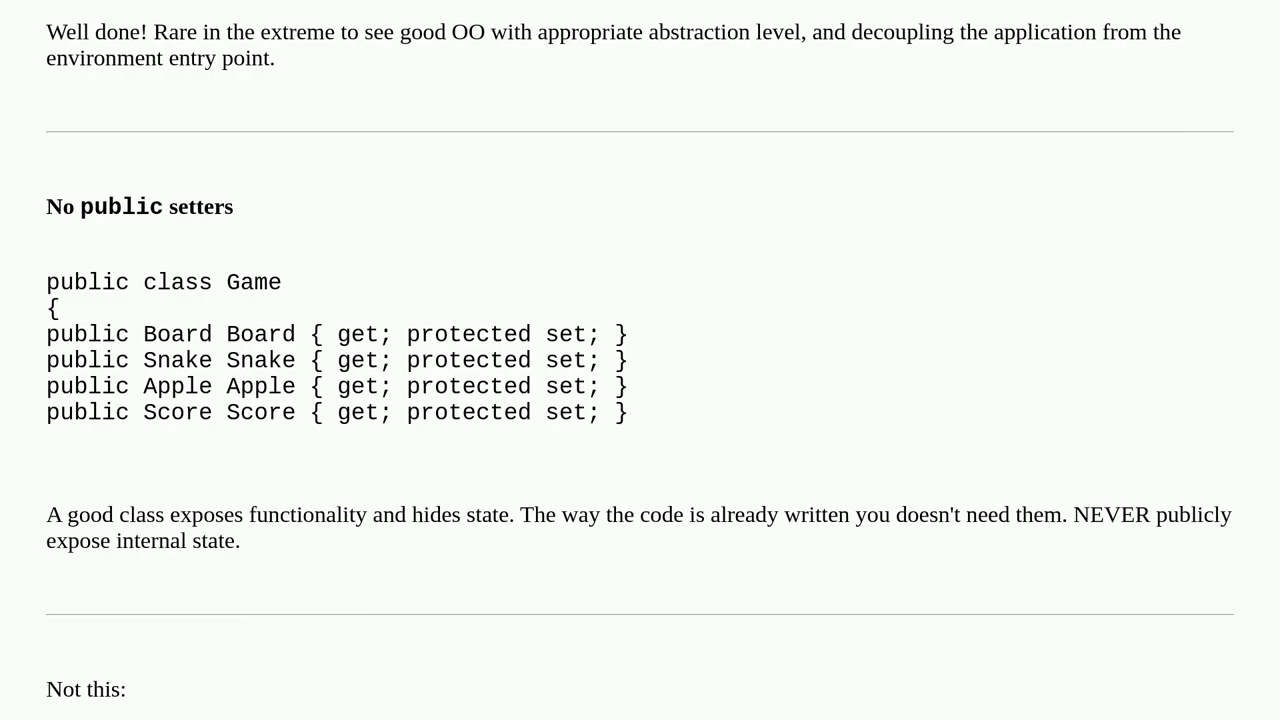 Well done! Rare in the extreme to see good OO with appropriate abstraction level, and decoupling the application from the
environment entry point.
No public setters
public class Game
{
public Board Board { get; protected set; }
public Snake Snake { get; protected set; }
public Apple Apple { get; protected set; }
public Score Score { get; protected set; }
A good class exposes functionality and hides state. The way the code is already written you doesn't need them. NEVER publicly
expose internal state.
Not this: